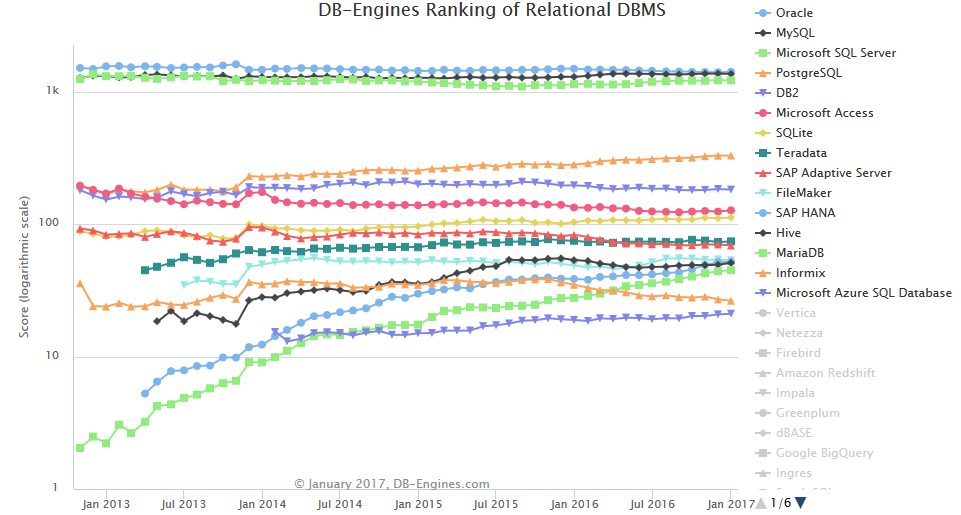 DB-Engines Ranking of Relational DBMS
Score (logarithmic scale)
1k
100
10
1
Jan 2013
Jul 2013
Jan 2014
Jul 2014
Jan 2015
Jul 2015
Jan 2016
Jul 2016
Jan 2017
© January 2017, DB-Engines.com
Oracle
MySQL
Microsoft SQL Server
PostgreSQL
DB2
Microsoft Access
SQLite
Teradata
SAP Adaptive Server
FileMaker
SAP HANA
Hive
MariaDB
Informix
Microsoft Azure SQL Database
Vertica
Netezza
Firebird
Amazon Redshift
Impala
Greenplum
dBASE
Google BigQuery
Ingres
1/6